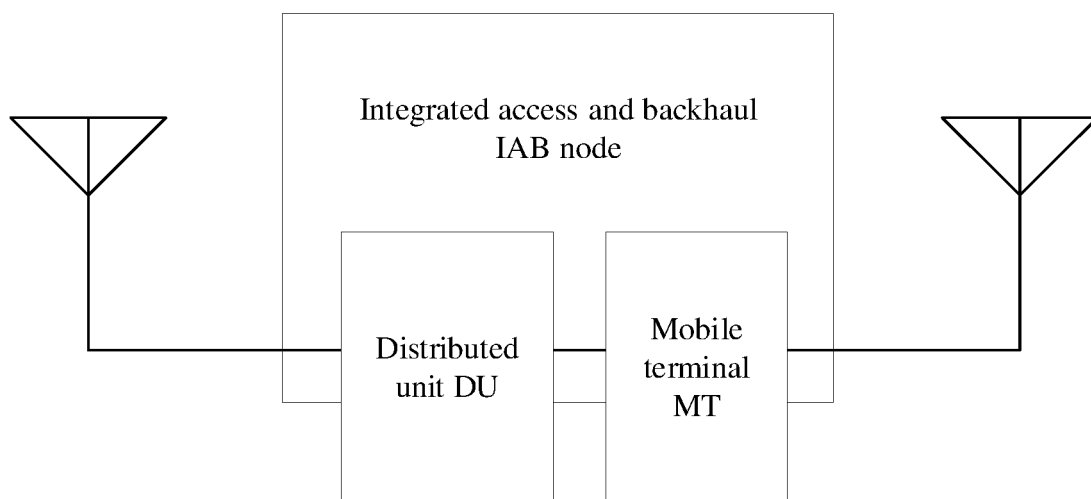 Integrated access and backhaul
IAB node
Distributed
unit DU
Mobile
terminal
MT